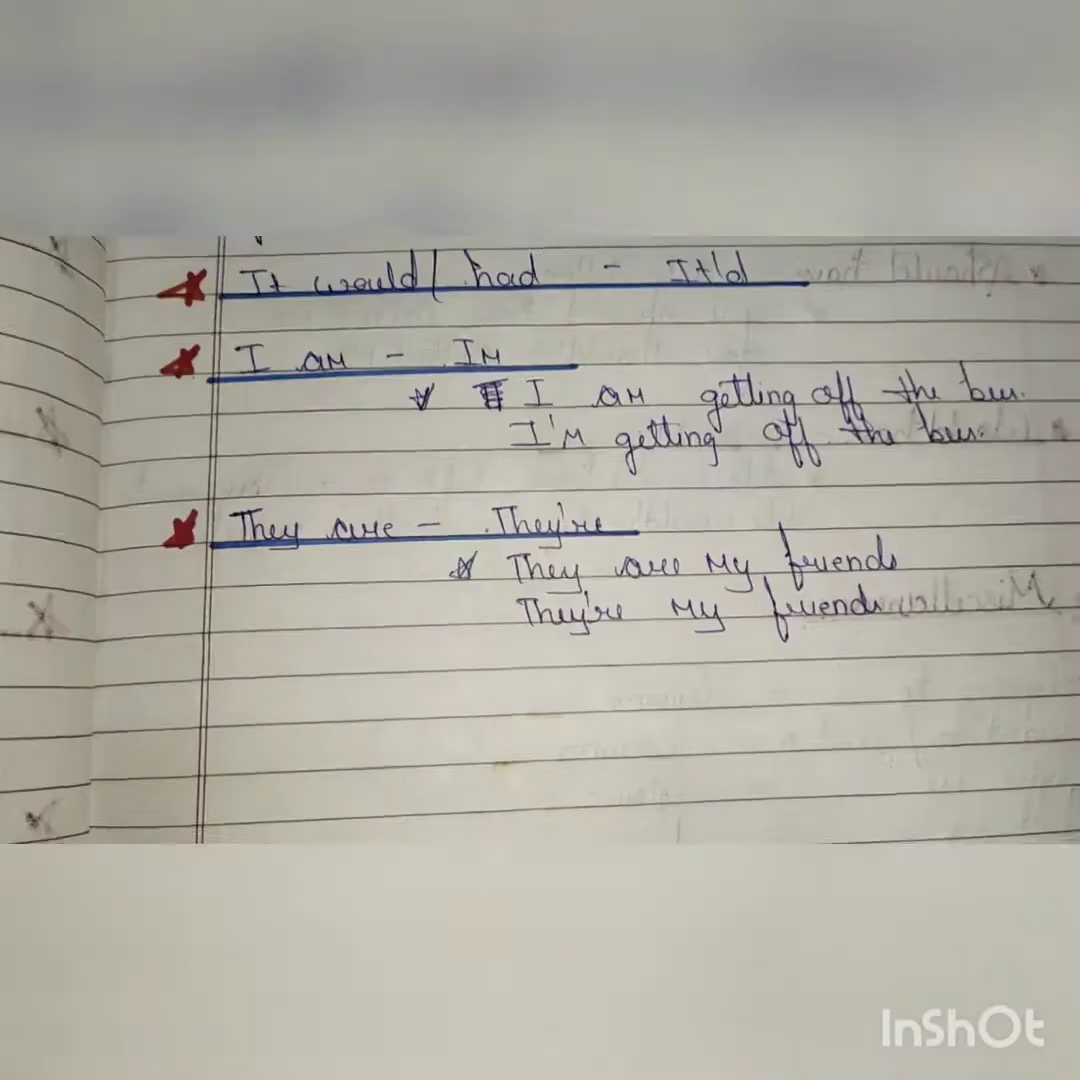 It would / had - It'd
I am - Im
I am getting off the bus.
I'm getting off the bus.
They are - They're
They are my friends
They're my friends
InShOt